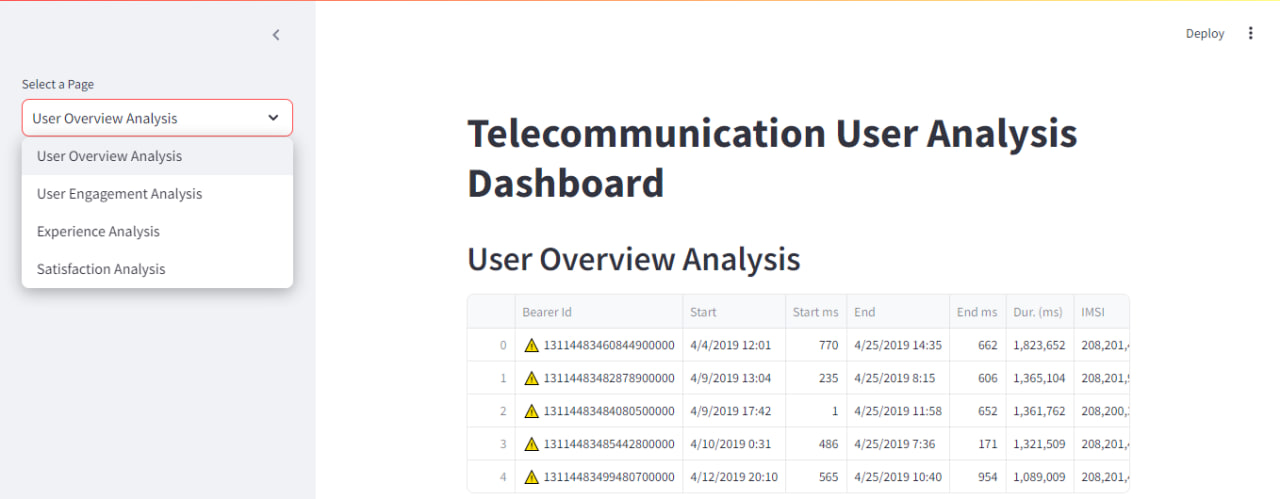 Deploy
Select a Page
User Overview Analysis
User Overview Analysis
User Engagement Analysis
Experience Analysis
Satisfaction Analysis
Telecommunication User Analysis
Dashboard
User Overview Analysis
Bearer Id Start Start ms End End ms Dur. (ms) IMSI
0 13114483460844900000 4/4/2019 12:01 770 4/25/2019 14:35 662 1,823,652 208,201,
1 13114483482878900000 4/9/2019 13:04 235 4/25/2019 8:15 606 1,365,104 208,201,
2 13114483484080500000 4/9/2019 17:42 1 4/25/2019 11:58 652 1,361,762 208,200,
3 13114483485442800000 4/10/2019 0:31 486 4/25/2019 7:36 171 1,321,509 208,201,
4 13114483499480700000 4/12/2019 20:10 565 4/25/2019 10:40 954 1,089,009 208,201,